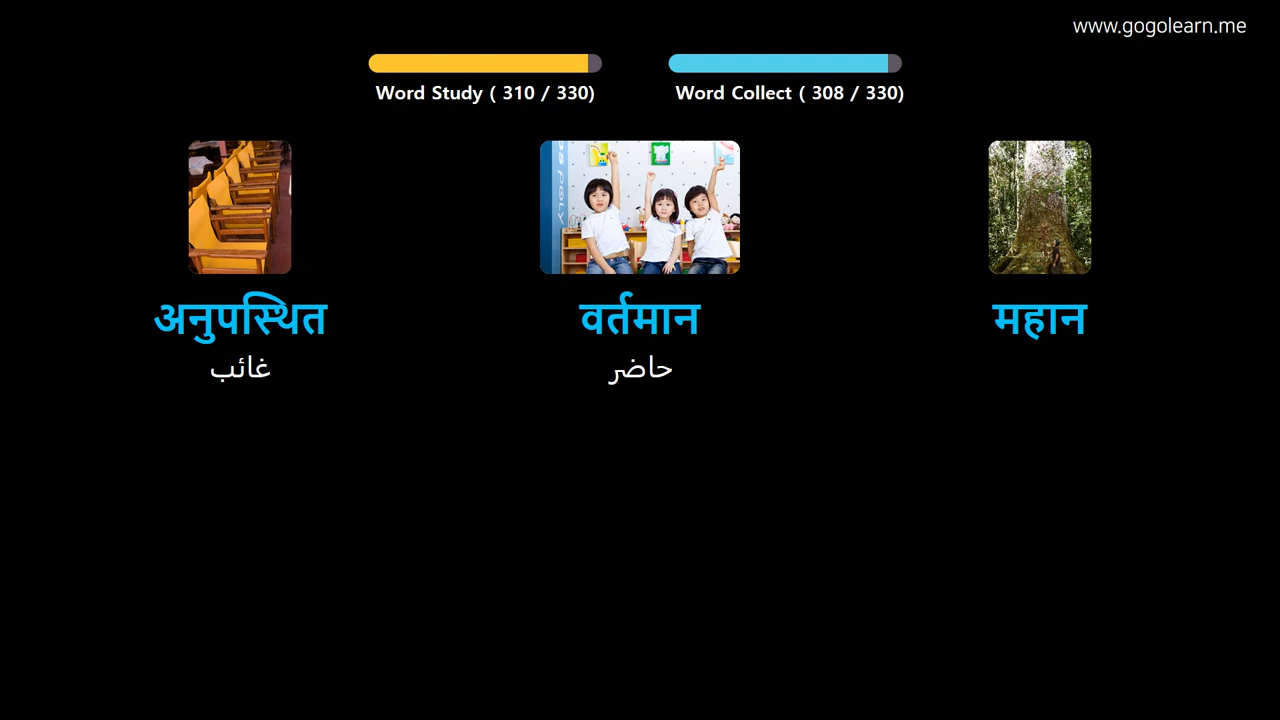 www.gogolearn.me
Word Study ( 310 / 330)
Word Collect ( 308 / 330)
अनुपस्थित
वर्तमान
महान
غائب
حاضر